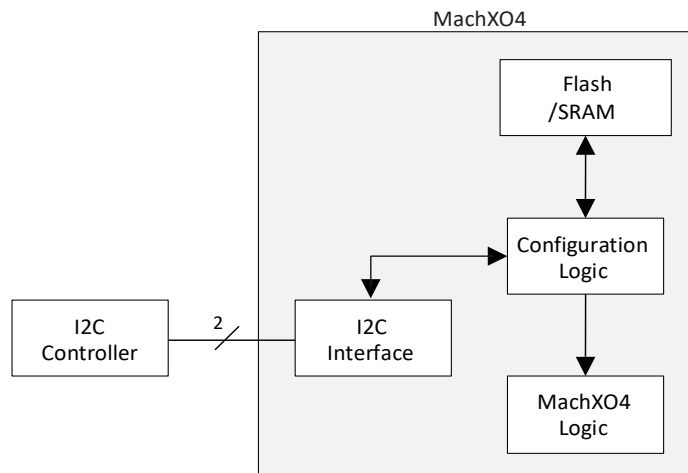 MachXO4
Flash
/SRAM
Configuration
Logic
I2C
Controller
2
I2C
Interface
MachXO4
Logic